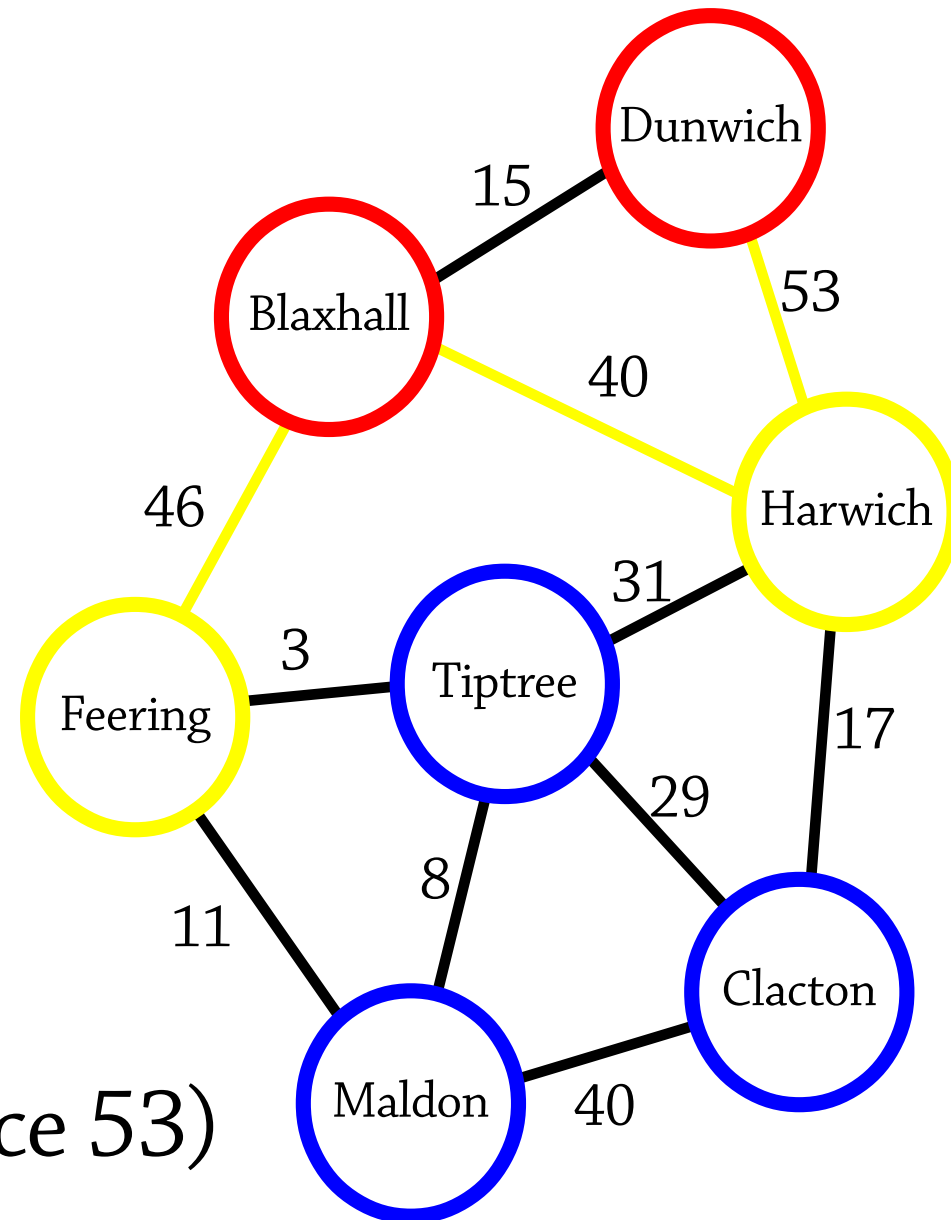 Dunwich
15
53
Blaxhall
40
46
Harwich
31
3
Tiptree
Feering
17
29
8
11
Clacton
Maldon
40
ce 53)